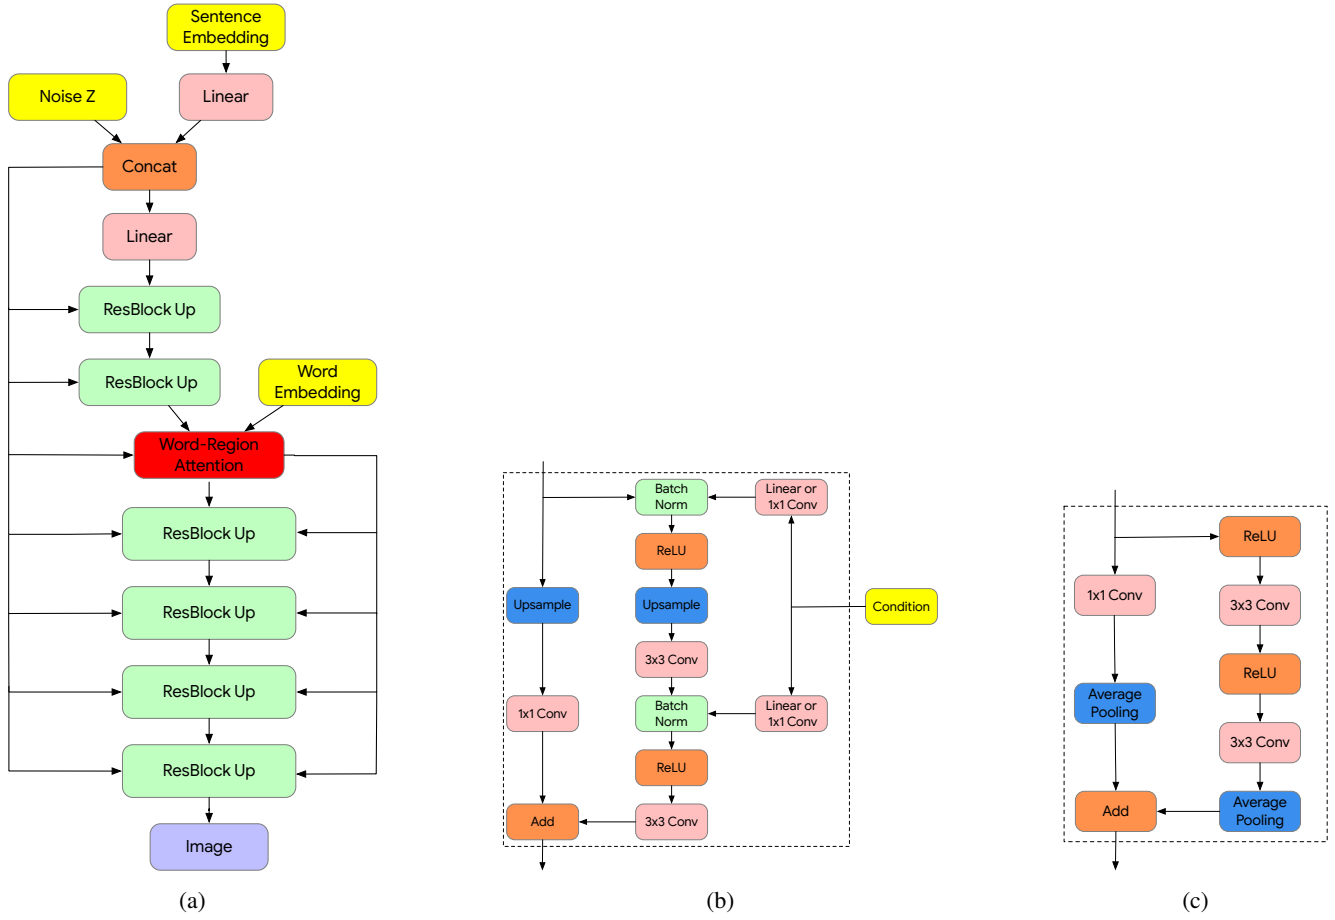 Sentence
Embedding
Noise Z
Linear
Concat
Linear
ResBlock Up
ResBlock Up
Word
Embedding
Word-Region
Attention
ResBlock Up
ResBlock Up
ResBlock Up
ResBlock Up
Image
(a)
Batch
Norm
Linear or
1x1 Conv
ReLU
Upsample
Upsample
Condition
3x3 Conv
1x1 Conv
Batch
Norm
Linear or
1x1 Conv
ReLU
Add
3x3 Conv
(b)
ReLU
1x1 Conv
3x3 Conv
ReLU
Average
Pooling
3x3 Conv
Add
Average
Pooling
(c)